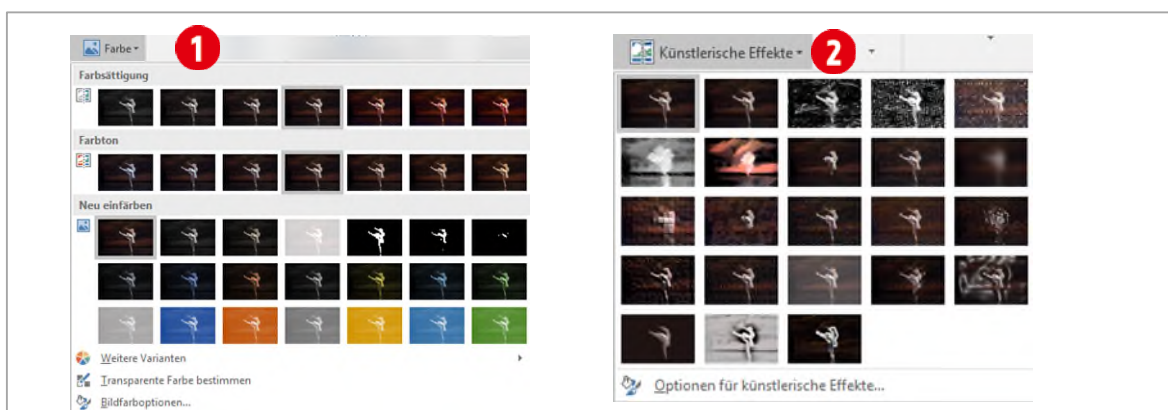 Farbe
1
Farbsättigung
Farbton
Neu einfärben
Weitere Varianten
Transparente Farbe bestimmen
Bildfarboptionen...
Künstlerische Effekte
2
Optionen für künstlerische Effekte...